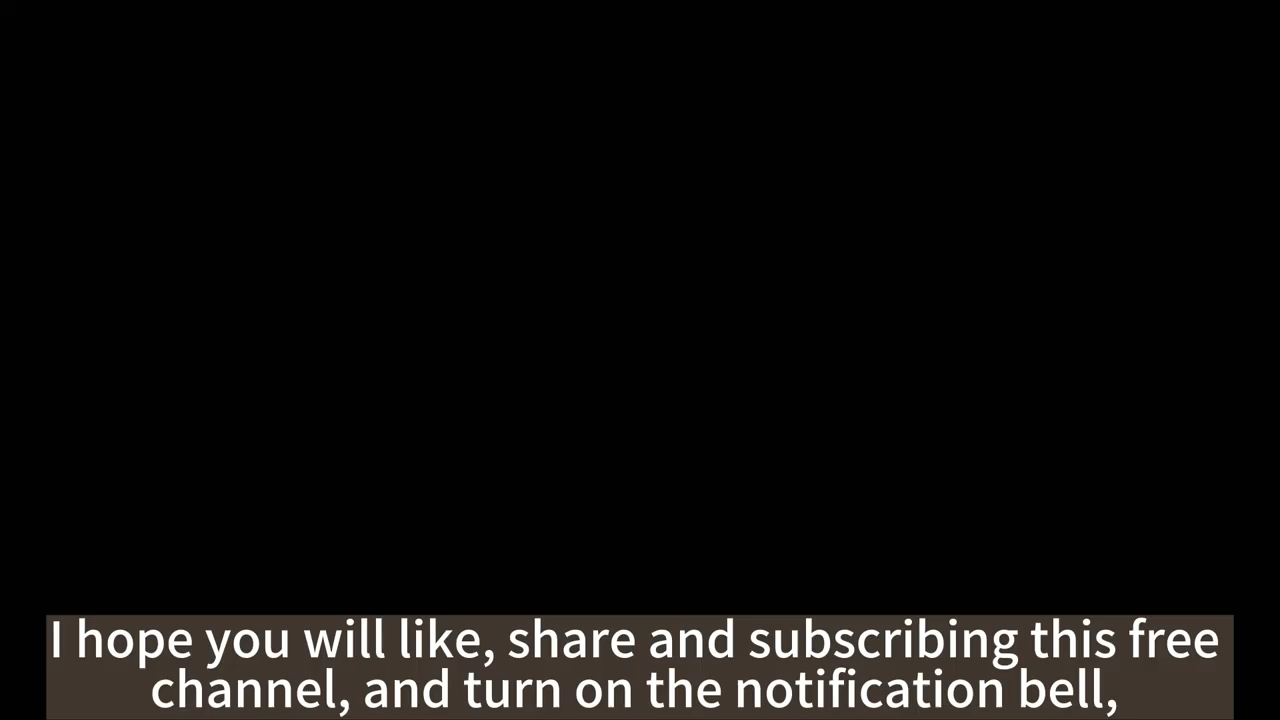 I hope you will like, share and subscribing this free
channel, and turn on the notification bell,